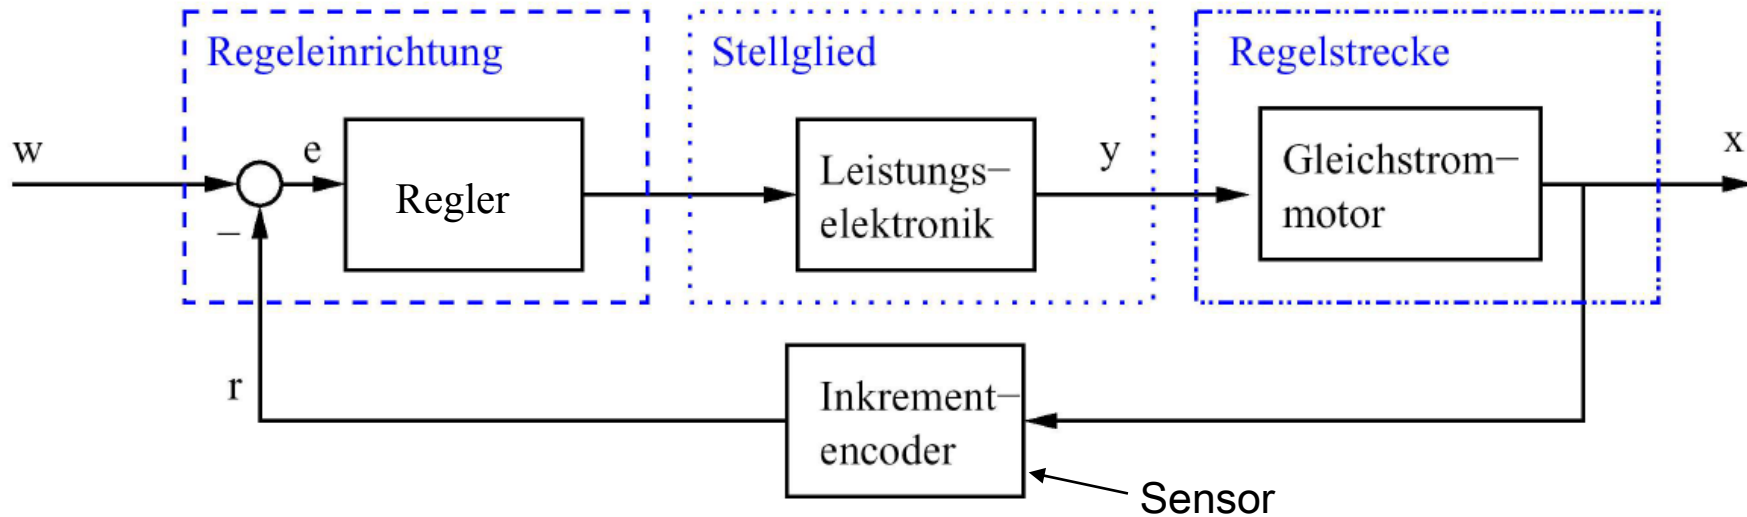 Regeleinrichtung
Stellglied
Regelstrecke
w
e
Regler
Leistungs–
elektronik
y
Gleichstrom–
motor
x
–
r
Inkrement–
encoder
Sensor